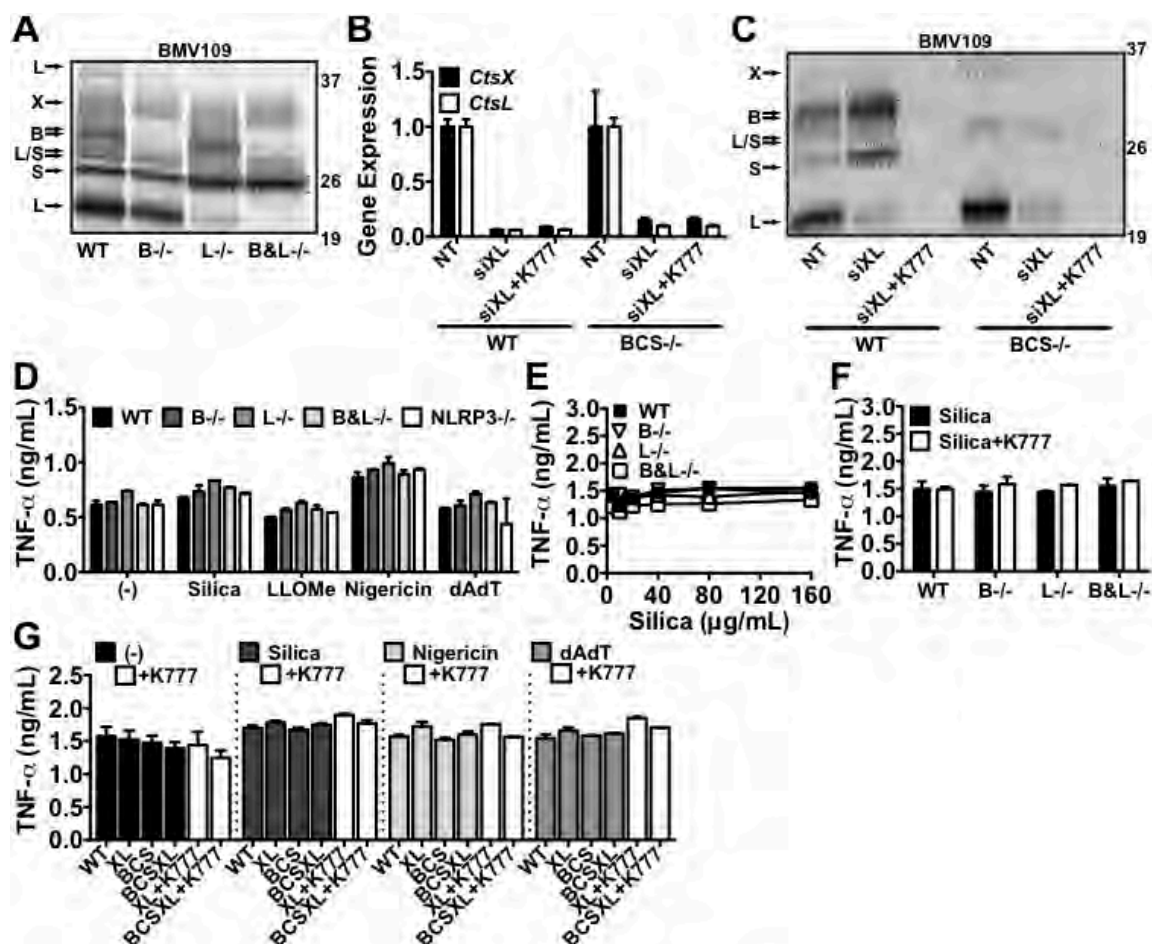 A
BMV109
L→
X→
B⇉
L/S⇉
S→
L→
37
26
19
WT B-/- L-/- B&L-/-
B
Gene Expression
1.5
1.0
0.5
0.0
CtsX
CtsL
NT siXL siXL+K777 NT siXL siXL+K777
WT BCS-/-
C
BMV109
X→
B⇉
L/S⇉
S→
L→
37
26
19
NT siXL siXL+K777 NT siXL siXL+K777
WT BCS-/-
D
WT B-/- L-/- B&L-/- NLRP3-/-
TNF-α (ng/mL)
1.5
1.0
0.5
0.0
(-) Silica LLOMe Nigericin dAdT
E
TNF-α (ng/mL)
3.0
2.5
2.0
1.5
1.0
1.5
0.0
WT
B-/-
L-/-
B&L-/-
0 40 80 120 160
Silica (µg/mL)
F
TNF-α (ng/mL)
3.0
2.5
2.0
1.5
1.0
1.5
0.0
Silica
Silica+K777
WT B-/- L-/- B&L-/-
G
(-) Silica Nigericin dAdT
+K777 +K777 +K777 +K777
TNF-α (ng/mL)
2.5
2.0
1.5
1.0
1.5
0.0
WT XL BCS BCSXL XL+K777 BCSXL+K777 WT XL BCS BCSXL XL+K777 BCSXL+K777 WT XL BCS BCSXL XL+K777 BCSXL+K777 WT XL BCS BCSXL XL+K777 BCSXL+K777